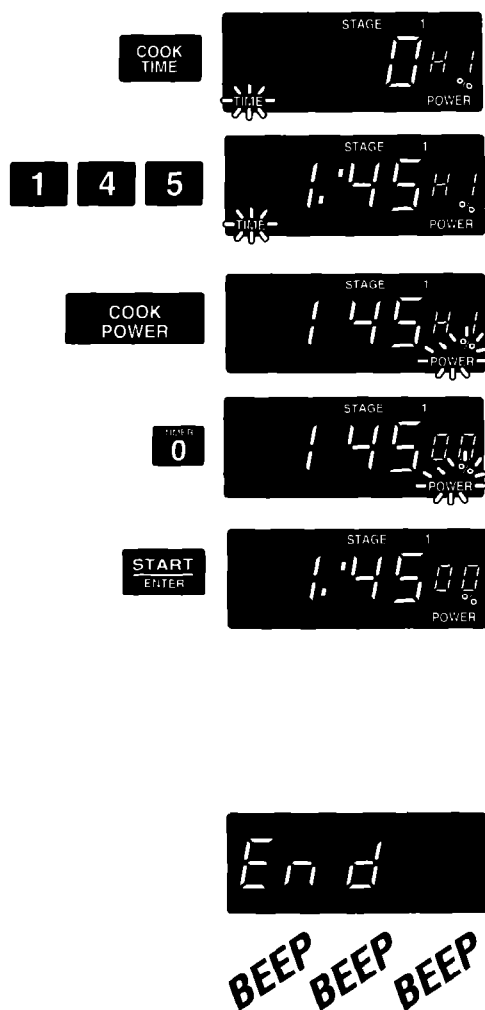 STAGE 1
COOK
TIME
0 HI
%
TIME
POWER
STAGE 1
1 4 5
1:45 HI
%
TIME
POWER
STAGE 1
COOK
POWER
1 45 HI
%
POWER
STAGE 1
TIMER
0
1 45 00
%
POWER
STAGE 1
START
ENTER
1:45 00
%
POWER
End
BEEP BEEP BEEP